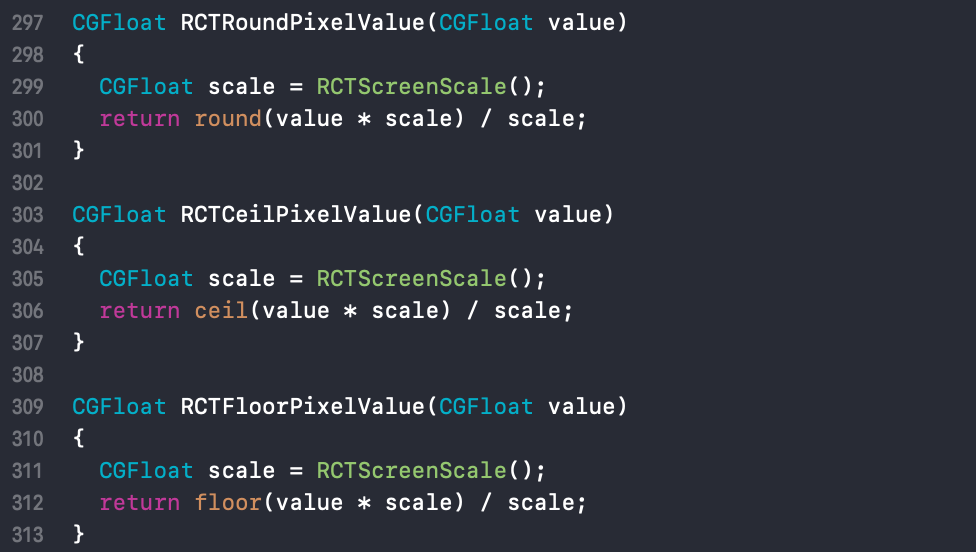 297 CGFloat RCTRoundPixelValue(CGFloat value)
298 {
299   CGFloat scale = RCTScreenScale();
300   return round(value * scale) / scale;
301 }
302
303 CGFloat RCTCeilPixelValue(CGFloat value)
304 {
305   CGFloat scale = RCTScreenScale();
306   return ceil(value * scale) / scale;
307 }
308
309 CGFloat RCTFloorPixelValue(CGFloat value)
310 {
311   CGFloat scale = RCTScreenScale();
312   return floor(value * scale) / scale;
313 }